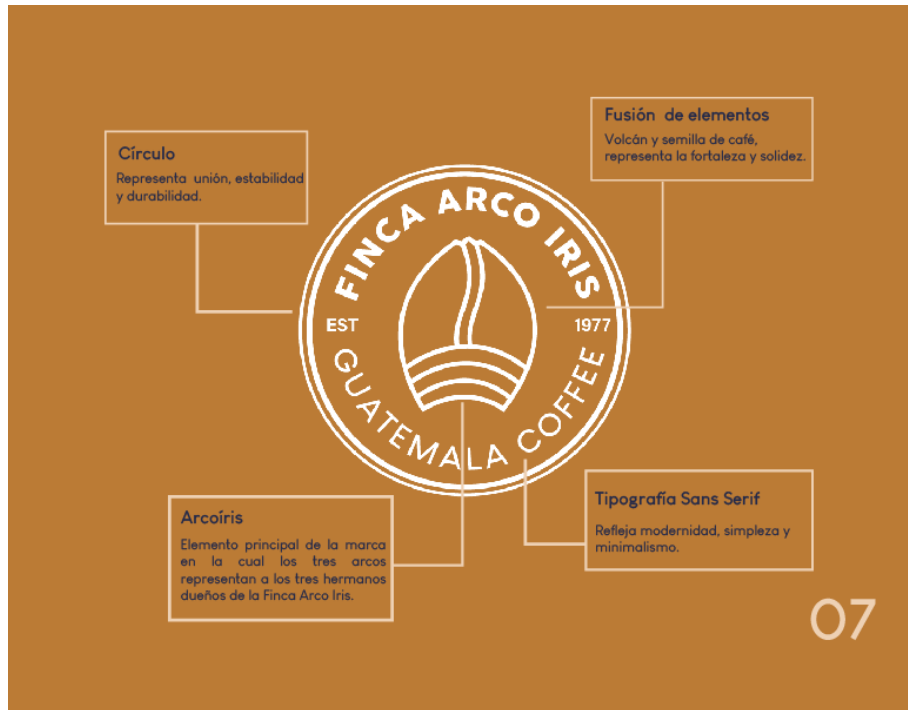 Fusión de elementos
Volcán y semilla de café,
representa la fortaleza y solidez.
Círculo
Representa unión, estabilidad
y durabilidad.
FINCA ARCO IRIS
EST
1977
GUATEMALA COFFEE
Arcoíris
Elemento principal de la marca
en la cual los tres arcos
representan a los tres hermanos
dueños de la Finca Arco Iris.
Tipografía Sans Serif
Refleja modernidad, simpleza y
minimalismo.
07